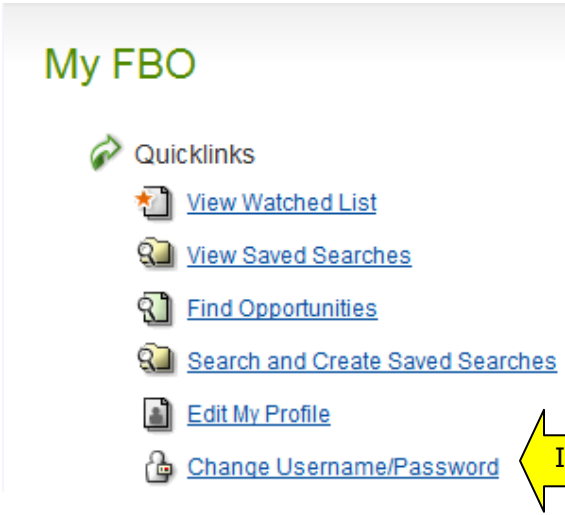 My FBO
Quicklinks
View Watched List
View Saved Searches
Find Opportunities
Search and Create Saved Searches
Edit My Profile
Change Username/Password